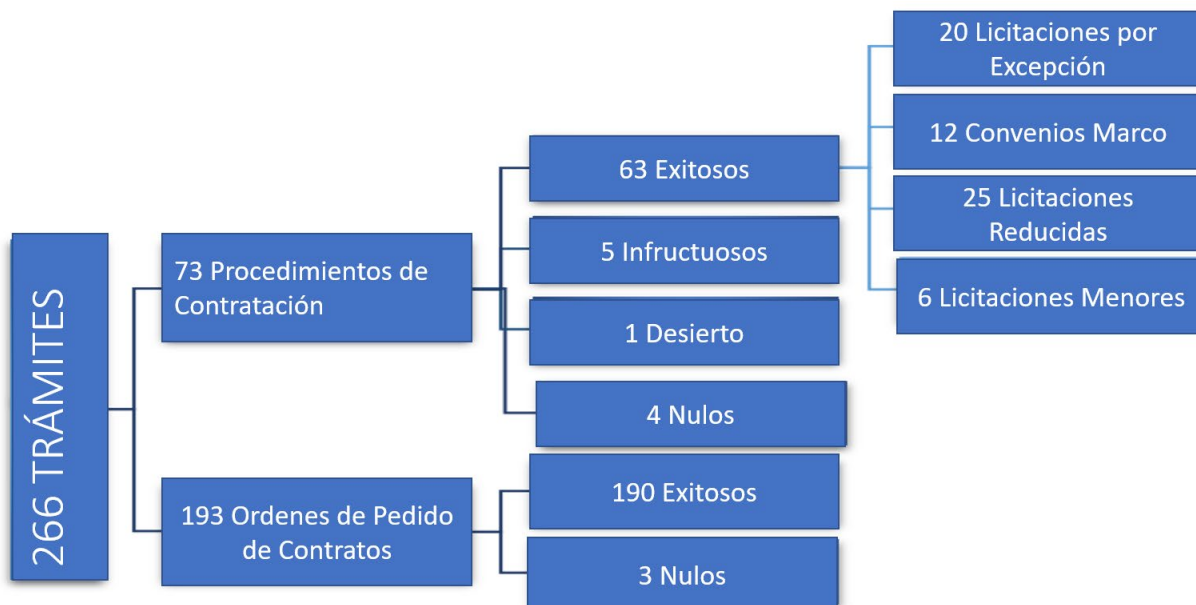 266 TRÁMITES
73 Procedimientos de
Contratación
63 Exitosos
20 Licitaciones por
Excepción
12 Convenios Marco
25 Licitaciones
Reducidas
6 Licitaciones Menores
5 Infructuosos
1 Desierto
4 Nulos
193 Ordenes de Pedido
de Contratos
190 Exitosos
3 Nulos